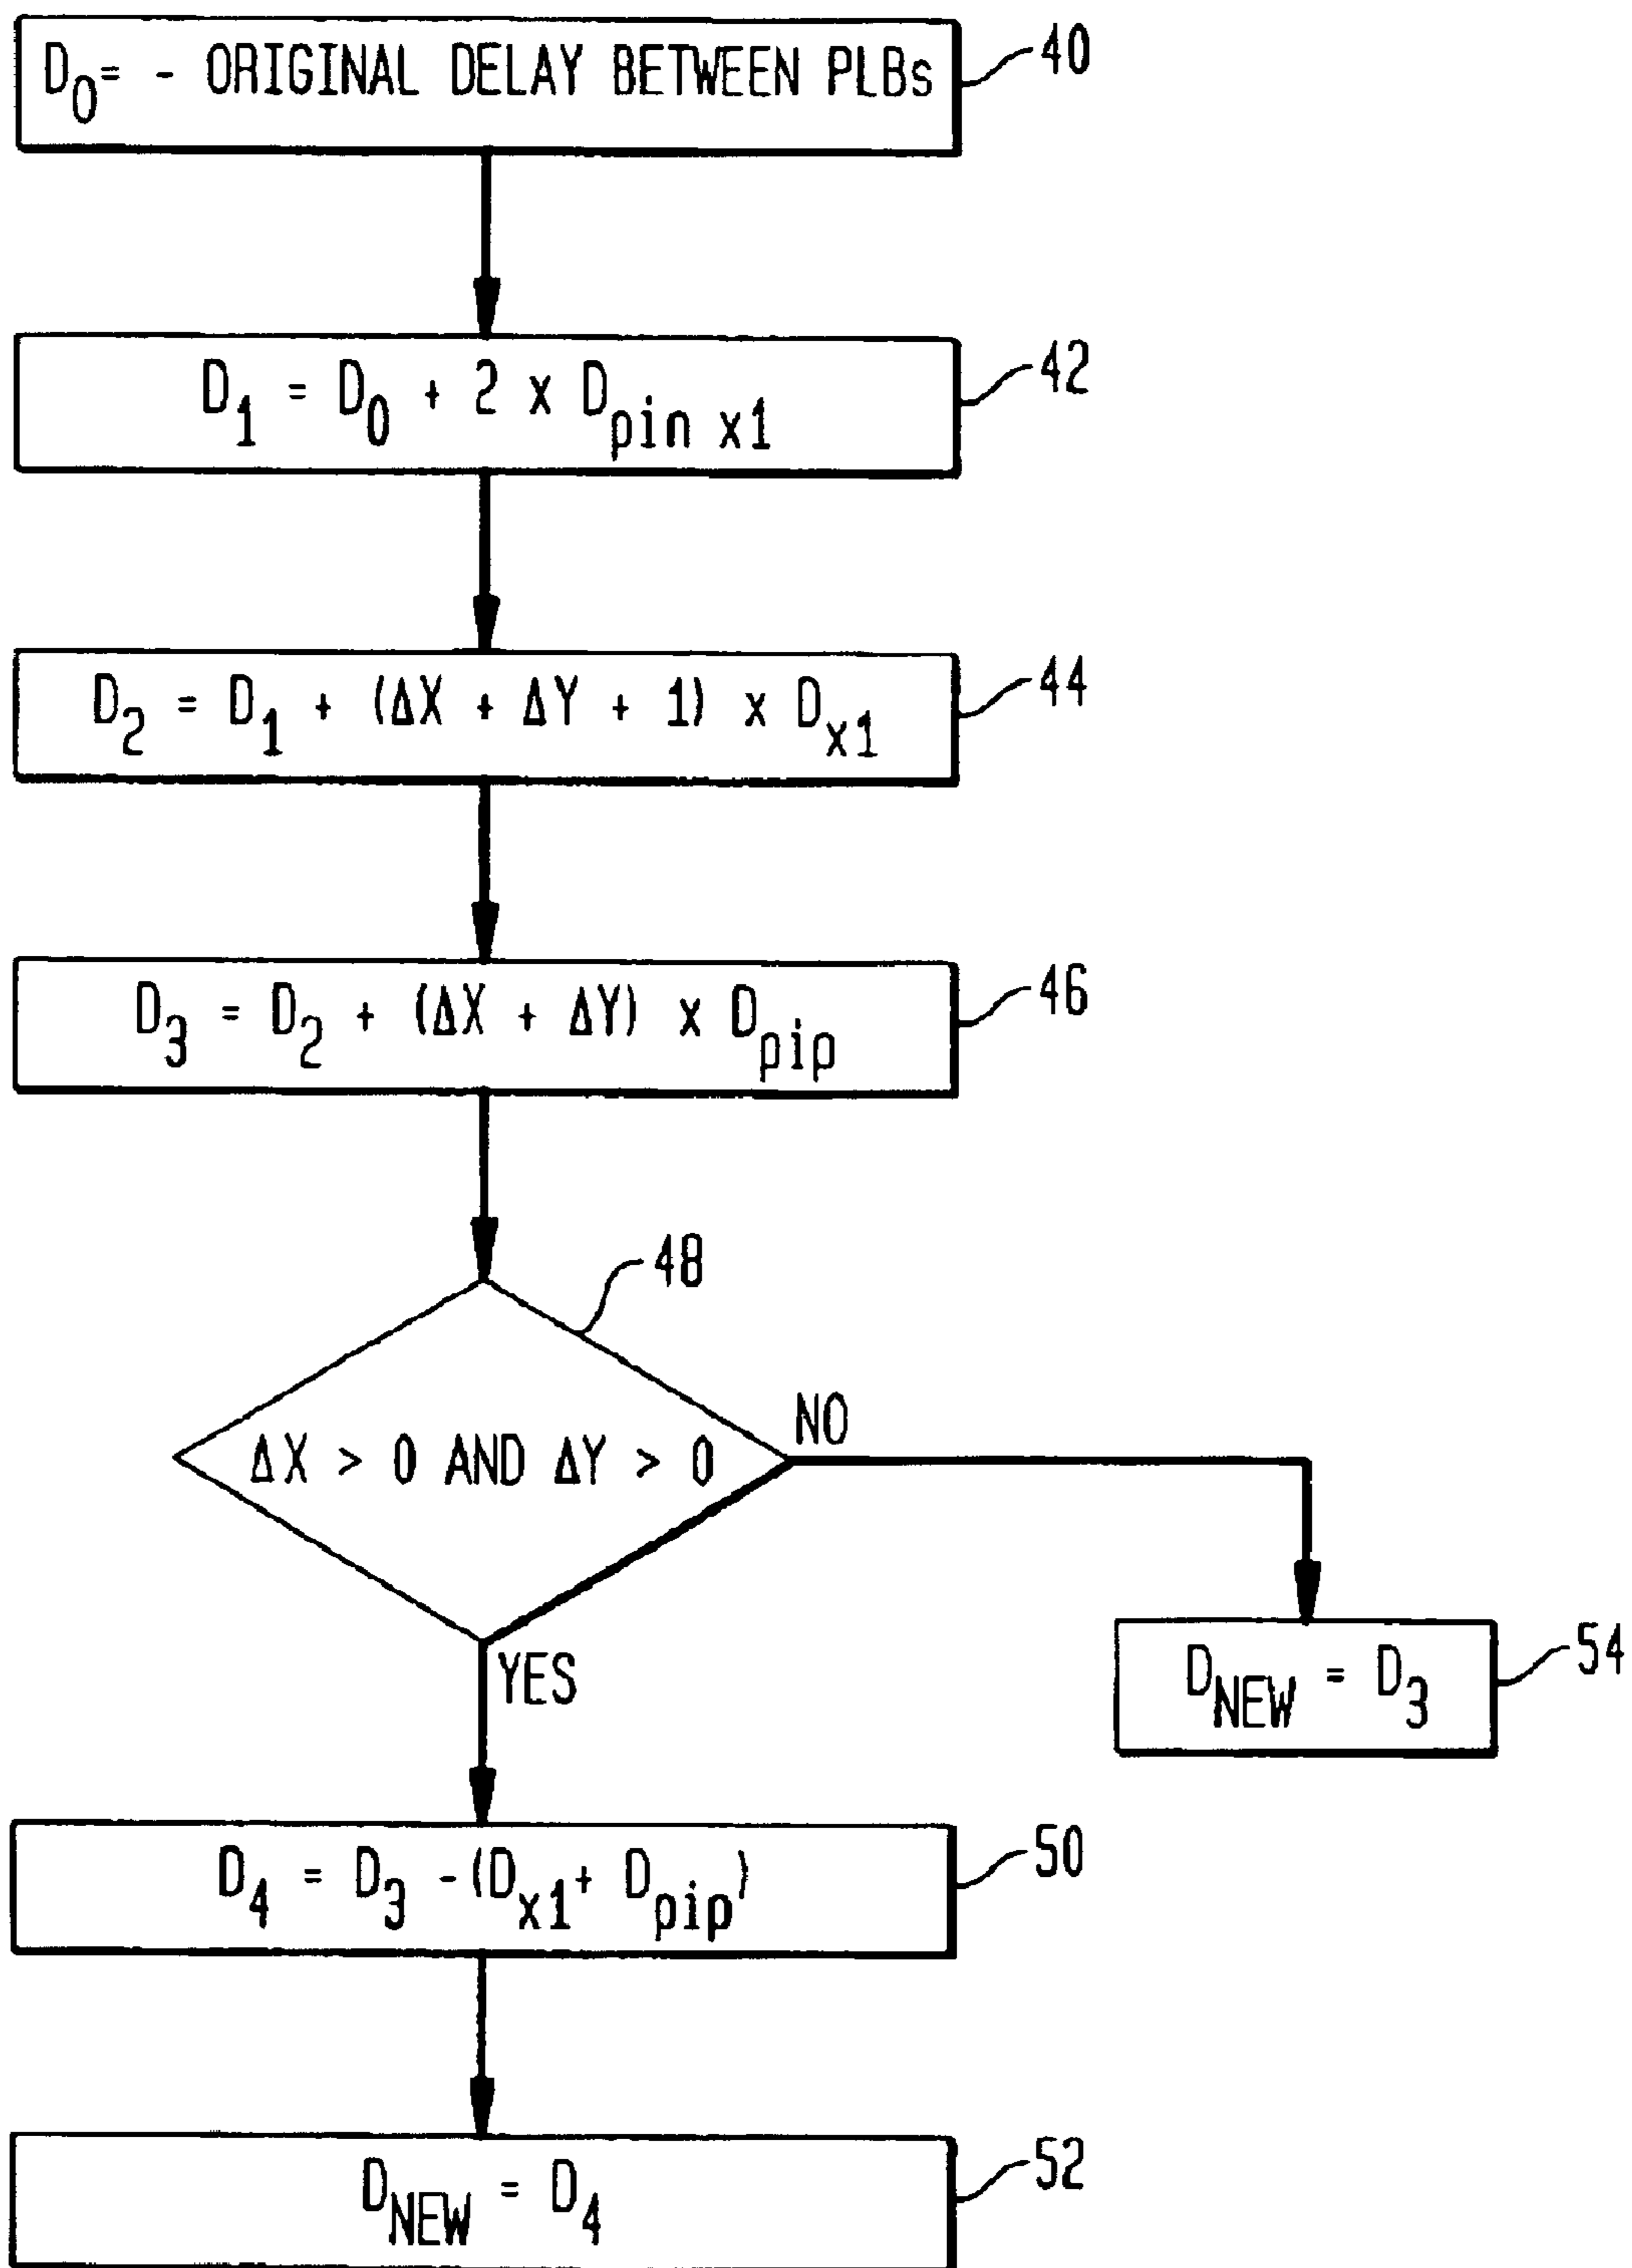 D0= - ORIGINAL DELAY BETWEEN PLBs
40
D1 = D0 + 2 x Dpin x1
42
D2 = D1 + (ΔX + ΔY + 1) x Dx1
44
D3 = D2 + (ΔX + ΔY) x Dpip
46
48
ΔX > 0 AND ΔY > 0
NO
YES
DNEW = D3
54
D4 = D3 -(Dx1+ Dpip)
50
DNEW = D4
52